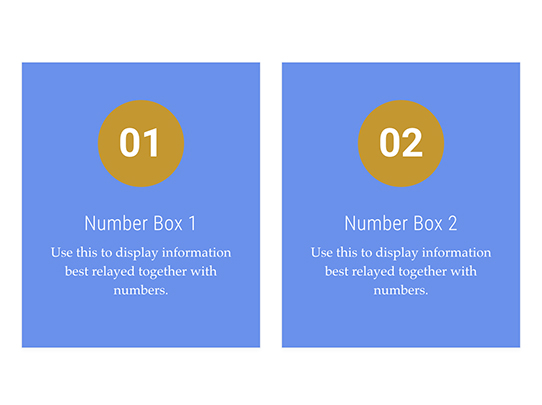 01
Number Box 1
Use this to display information
best relayed together with
numbers.
02
Number Box 2
Use this to display information
best relayed together with
numbers.